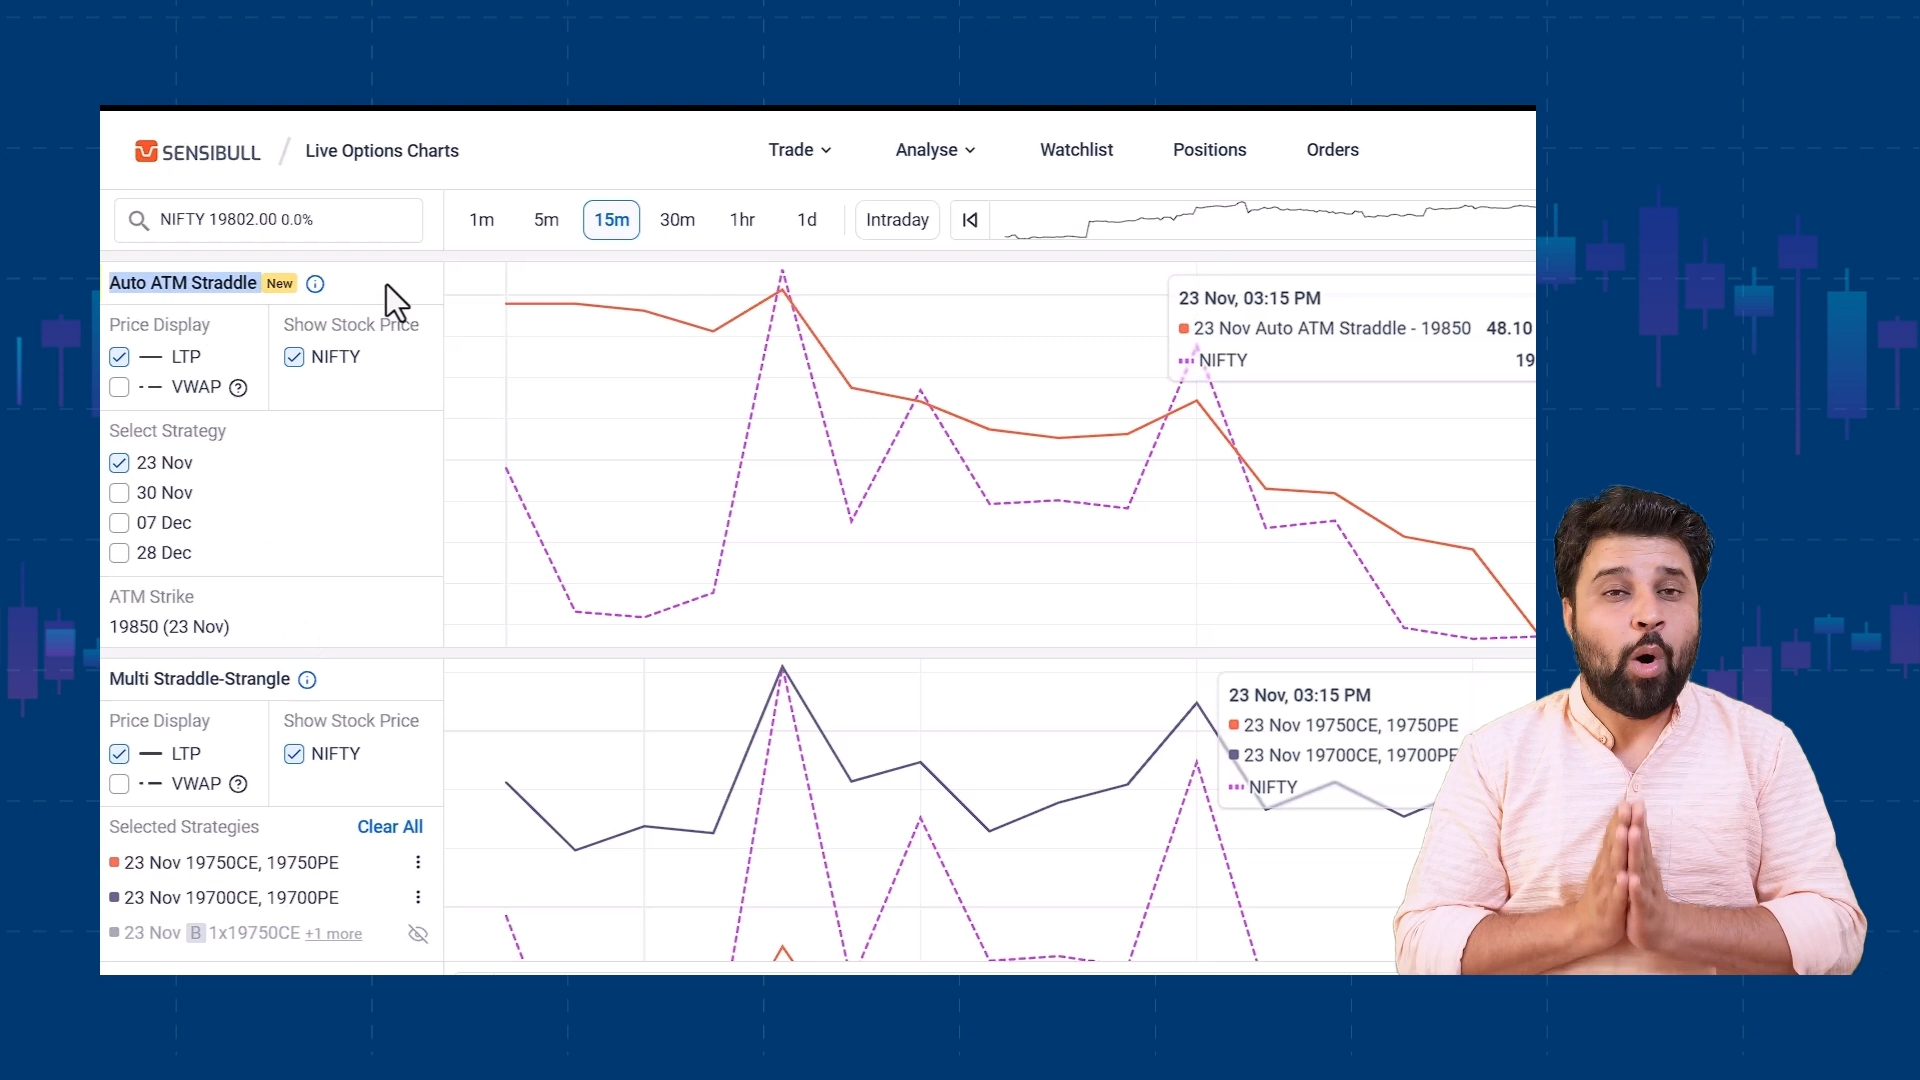 SENSIBULL / Live Options Charts
Trade Analyse Watchlist Positions Orders
NIFTY 19802.00 0.0%
1m 5m 15m 30m 1hr 1d Intraday
Auto ATM Straddle New
Price Display Show Stock Price
LTP NIFTY
VWAP
Select Strategy
23 Nov
30 Nov
07 Dec
28 Dec
ATM Strike
19850 (23 Nov)
23 Nov, 03:15 PM
23 Nov Auto ATM Straddle - 19850 48.10
NIFTY 19
Multi Straddle-Strangle
Price Display Show Stock Price
LTP NIFTY
VWAP
Selected Strategies Clear All
23 Nov 19750CE, 19750PE
23 Nov 19700CE, 19700PE
23 Nov B 1x19750CE +1 more
23 Nov, 03:15 PM
23 Nov 19750CE, 19750PE
23 Nov 19700CE, 19700PE
NIFTY